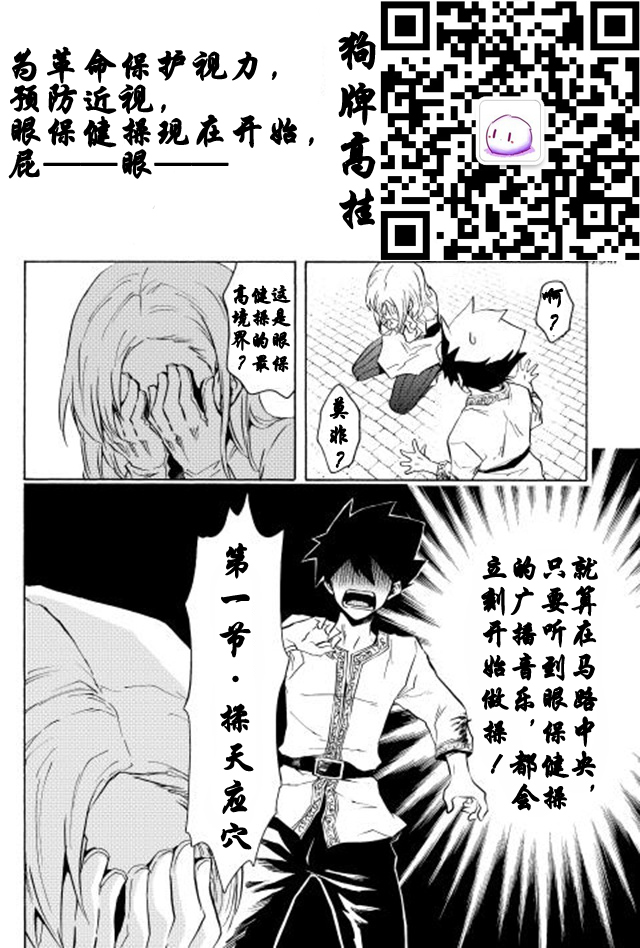 为革命保护视力，
预防近视，
眼保健操现在开始，
屁——眼——
狗牌高挂
啊？
莫非？
这是眼保
健操的最
高境界？
就算在马路中央，
只要听到眼保健操
的广播音乐，都会
立刻开始做操！
第一节·揉天应穴